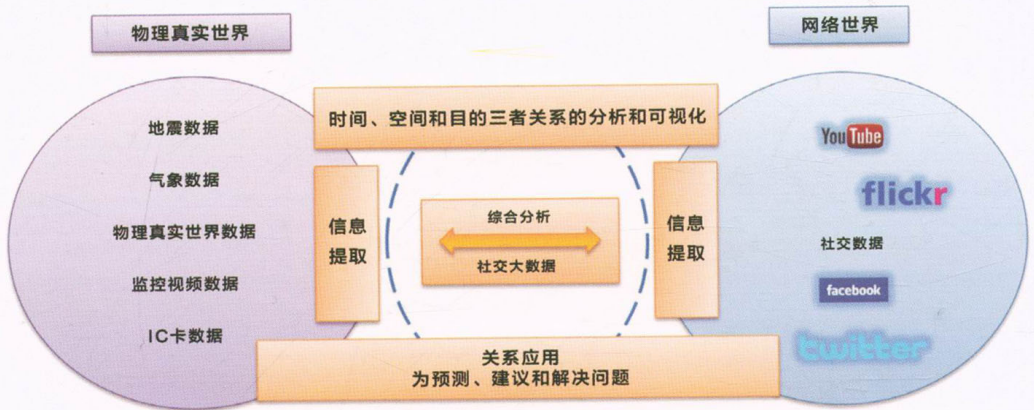 物理真实世界
网络世界
时间、空间和目的三者关系的分析和可视化
地震数据
气象数据
物理真实世界数据
监控视频数据
IC卡数据
信息
提取
综合分析
社交大数据
信息
提取
YouTube
flickr
社交数据
facebook
twitter
关系应用
为预测、建议和解决问题